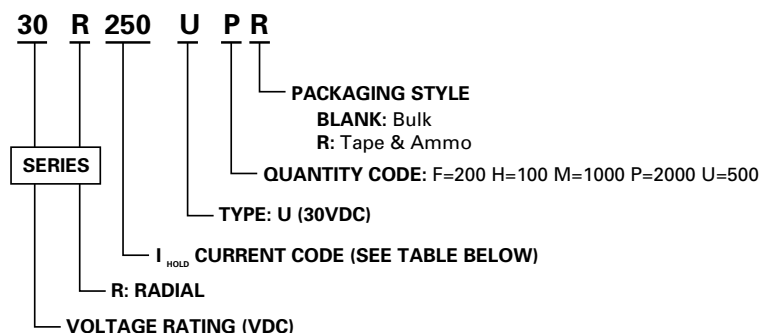 30 R 250 U P R
PACKAGING STYLE
BLANK: Bulk
R: Tape & Ammo
SERIES
QUANTITY CODE: F=200 H=100 M=1000 P=2000 U=500
TYPE: U (30VDC)
I HOLD CURRENT CODE (SEE TABLE BELOW)
R: RADIAL
VOLTAGE RATING (VDC)